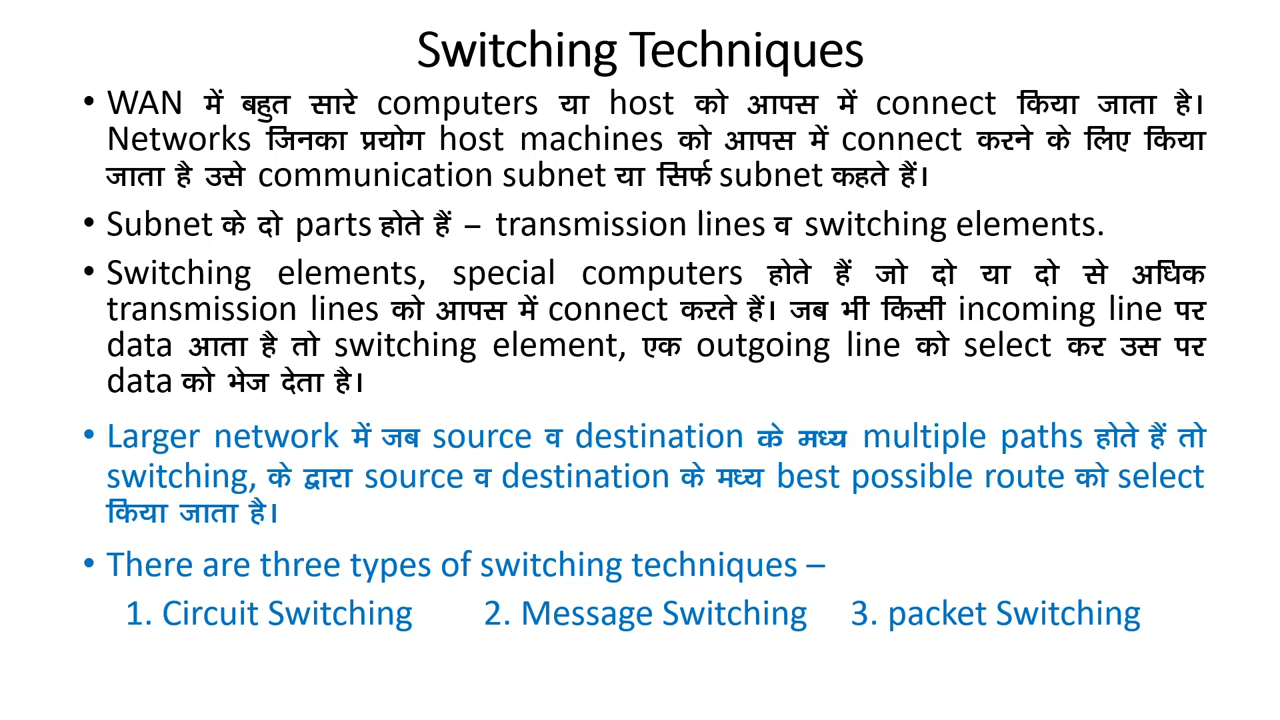 Switching Techniques
• WAN में बहुत सारे computers या host को आपस में connect किया जाता है।
Networks जिनका प्रयोग host machines को आपस में connect करने के लिए किया
जाता है उसे communication subnet या सिर्फ subnet कहते हैं।
• Subnet के दो parts होते हैं – transmission lines व switching elements.
• Switching elements, special computers होते हैं जो दो या दो से अधिक
transmission lines को आपस में connect करते हैं। जब भी किसी incoming line पर
data आता है तो switching element, एक outgoing line को select कर उस पर
data को भेज देता है।
• Larger network में जब source व destination के मध्य multiple paths होते हैं तो
switching, के द्वारा source व destination के मध्य best possible route को select
किया जाता है।
• There are three types of switching techniques –
1. Circuit Switching 2. Message Switching 3. packet Switching